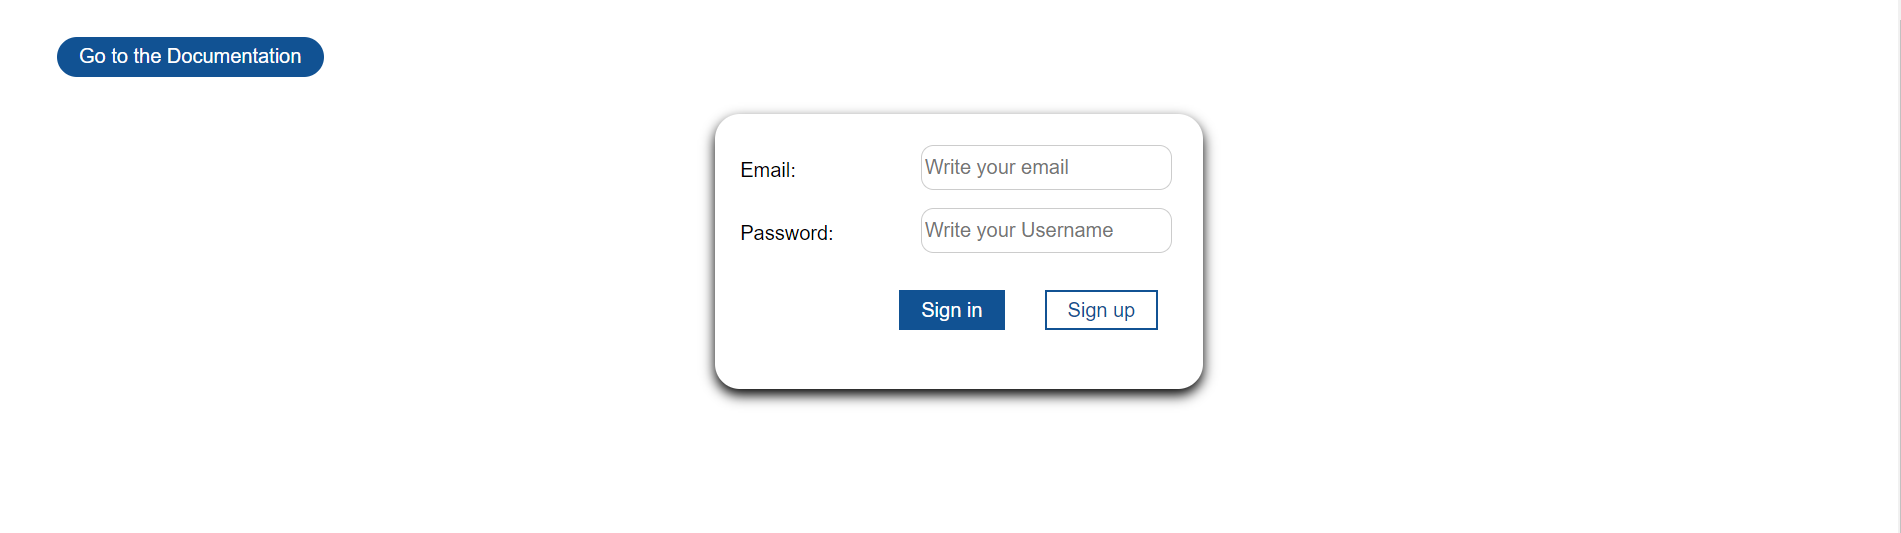 Go to the Documentation
Email:
Write your email
Password:
Write your Username
Sign in
Sign up